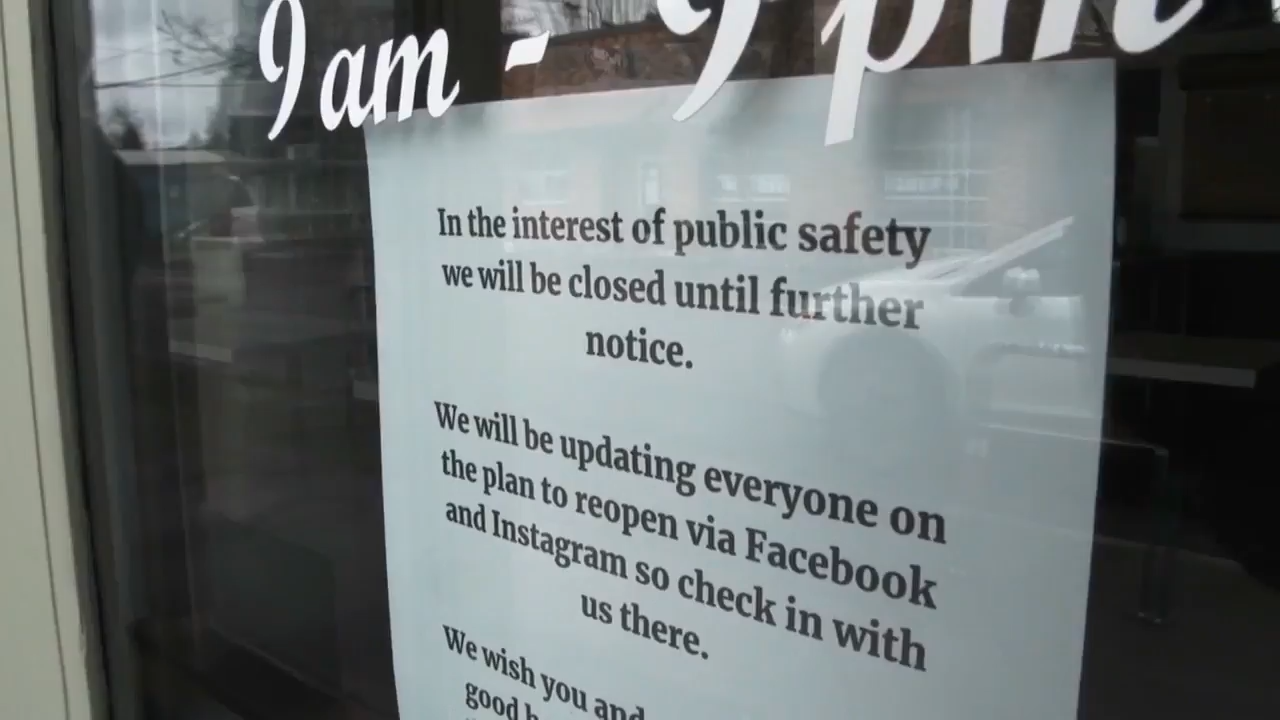 9am - 9pm
In the interest of public safety
we will be closed until further
notice.
We will be updating everyone on
the plan to reopen via Facebook
and Instagram so check in with
us there.
We wish you and
good